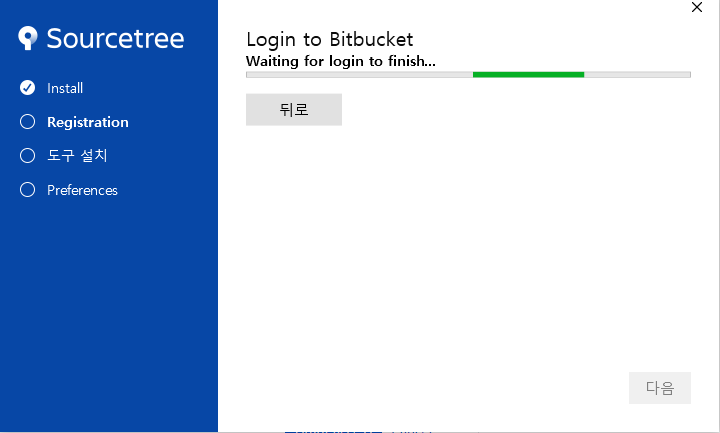 Sourcetree
Install
Registration
도구 설치
Preferences
Login to Bitbucket
Waiting for login to finish...
뒤로
다음